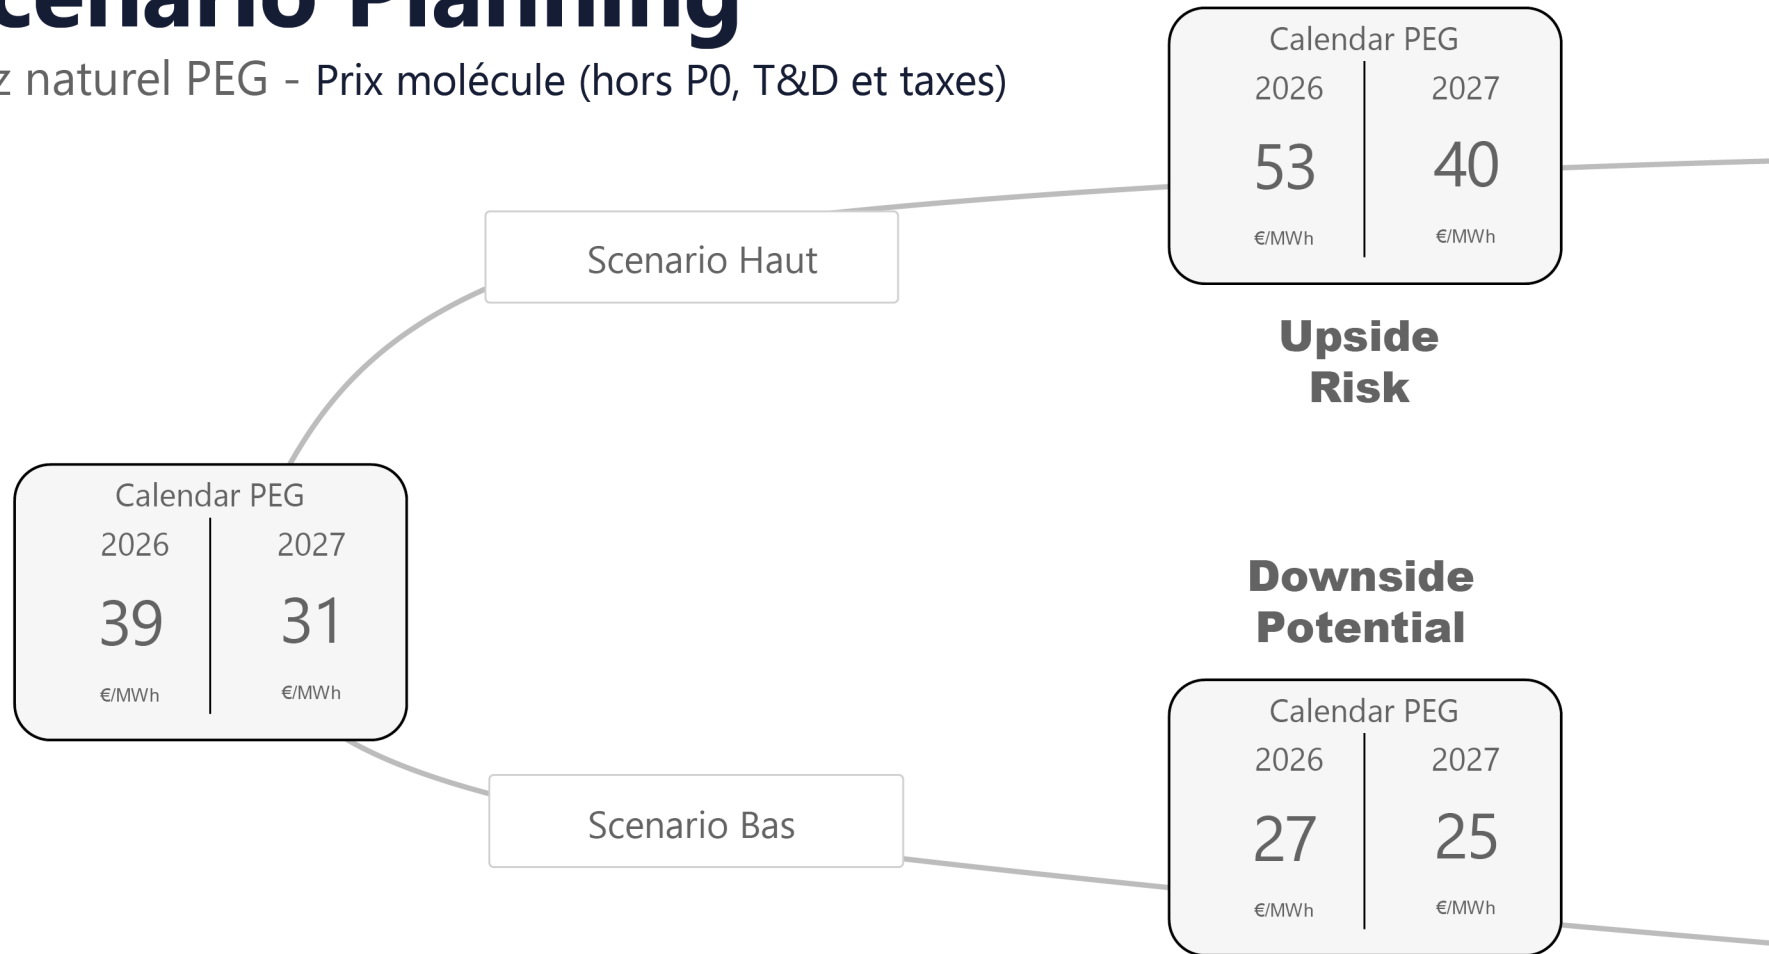 cenario Planning
z naturel PEG - Prix molécule (hors P0, T&D et taxes)
Calendar PEG
2026 2027
53 40
€/MWh €/MWh
Scenario Haut
Upside
Risk
Calendar PEG
2026 2027
39 31
€/MWh €/MWh
Downside
Potential
Scenario Bas
Calendar PEG
2026 2027
27 25
€/MWh €/MWh